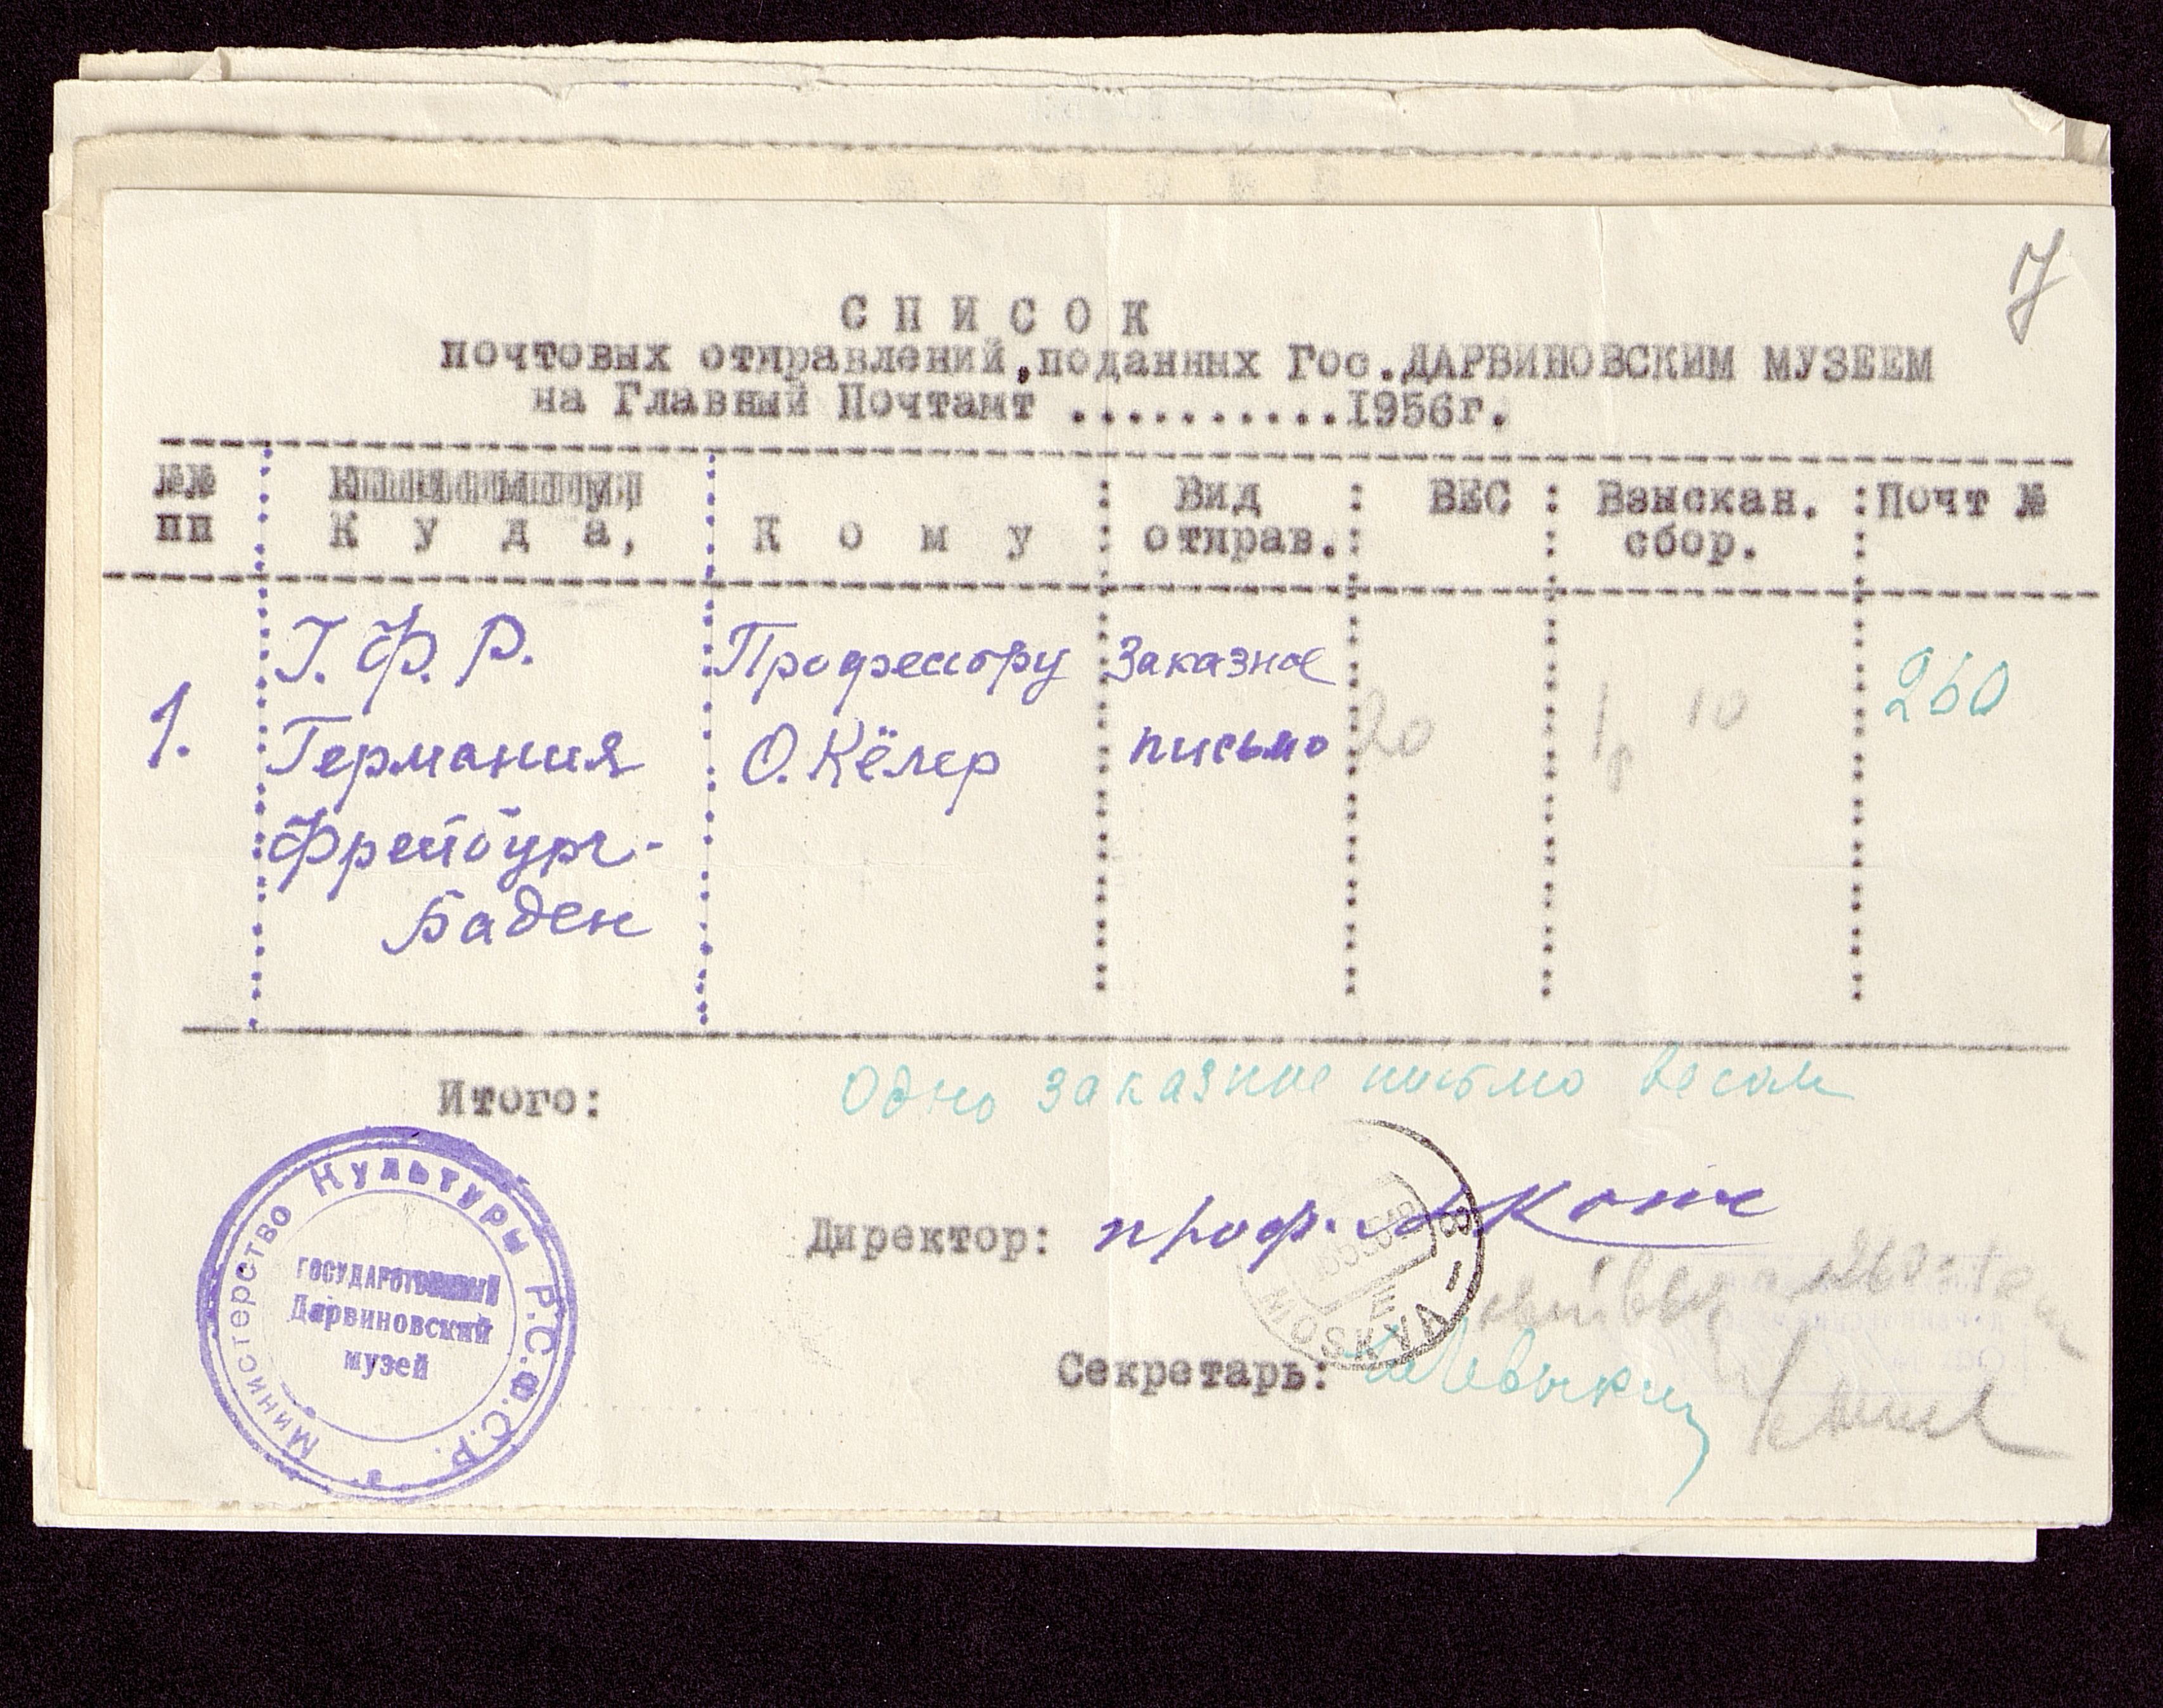 7
СПИСОК
почтовых отправлений, поданных Гос. ДАРВИНОВСКИМ МУЗЕЕМ
на Главный Почтамт ..........1956г.
№№ пп
Куда,
Кому
Вид отправ.
ВЕС
Взыскан. сбор.
Почт №
1.
Г. Ф. Р.
Германия
Фрейбург-
Баден
Профессору
О. Кёлер
Заказное
письмо
20
1р 10
260
Итого:
Одно заказное письмо весом
Директор: проф. А Котс
MOSKVA
Секретарь:
Министерство Культуры Р.С.Ф.С.Р.
ГОСУДАРСТВЕННЫЙ
Дарвиновский
музей